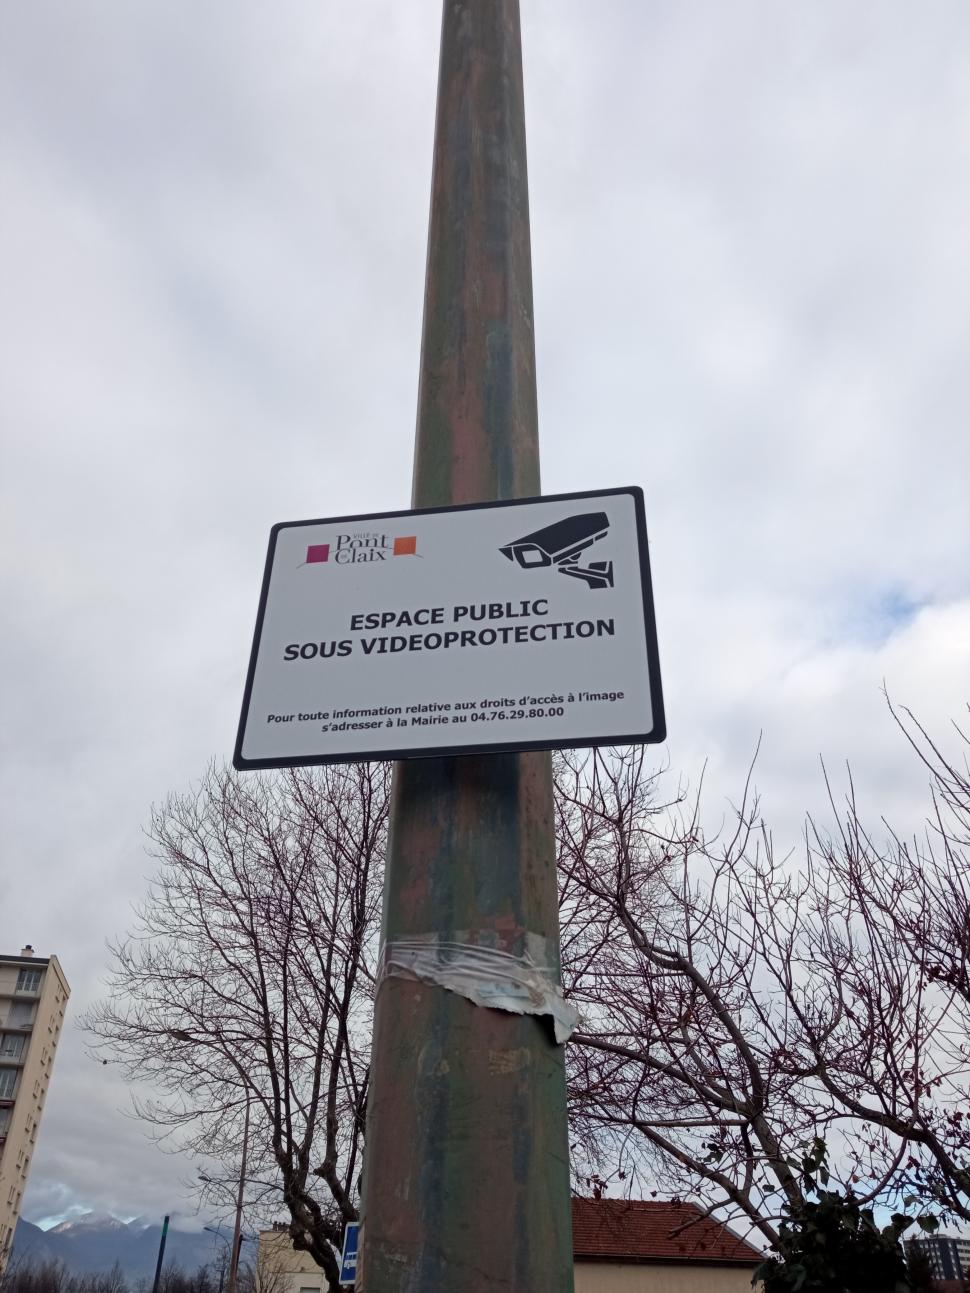 VILLE DE
Pont
de
Claix
ESPACE PUBLIC
SOUS VIDEOPROTECTION
Pour toute information relative aux droits d'accès à l'image
s'adresser à la Mairie au 04.76.29.80.00